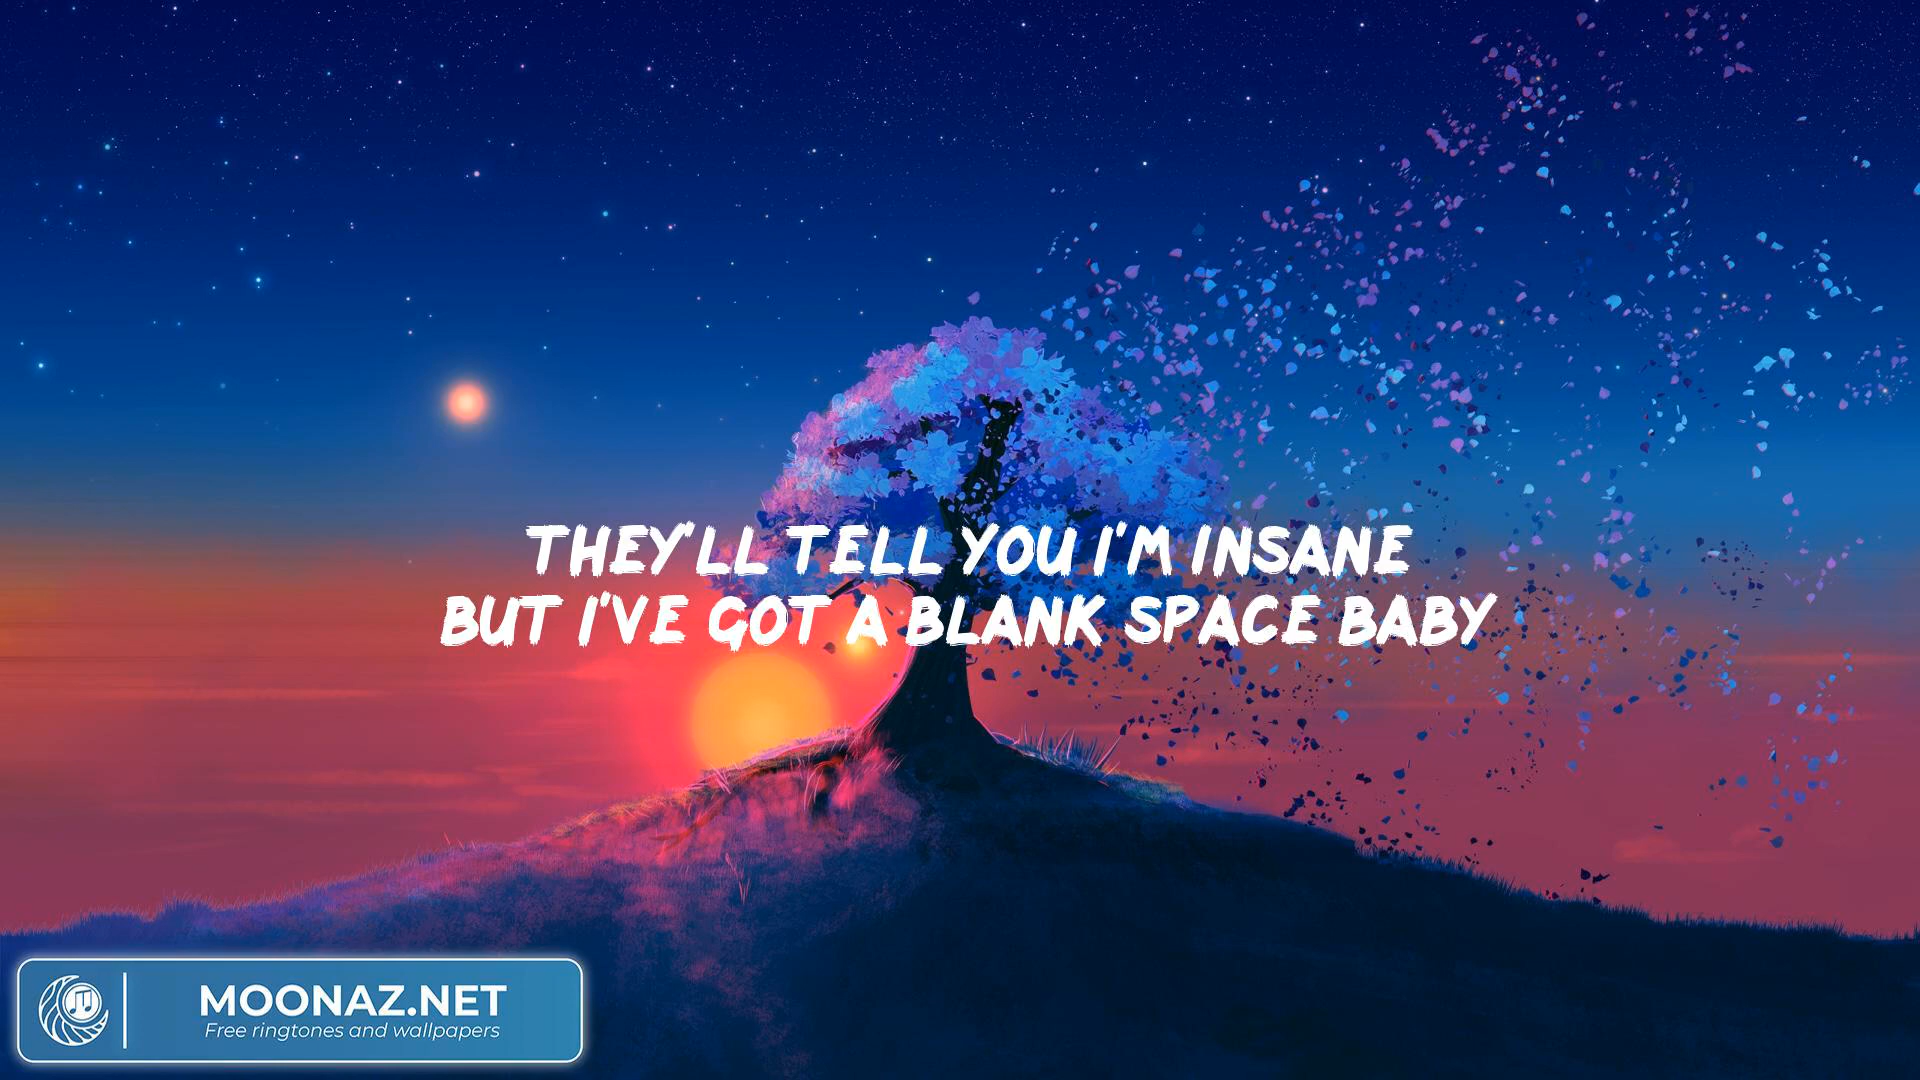 THEY'LL TELL YOU I'M INSANE
BUT I'VE GOT A BLANK SPACE BABY
MOONAZ.NET
Free ringtones and wallpapers